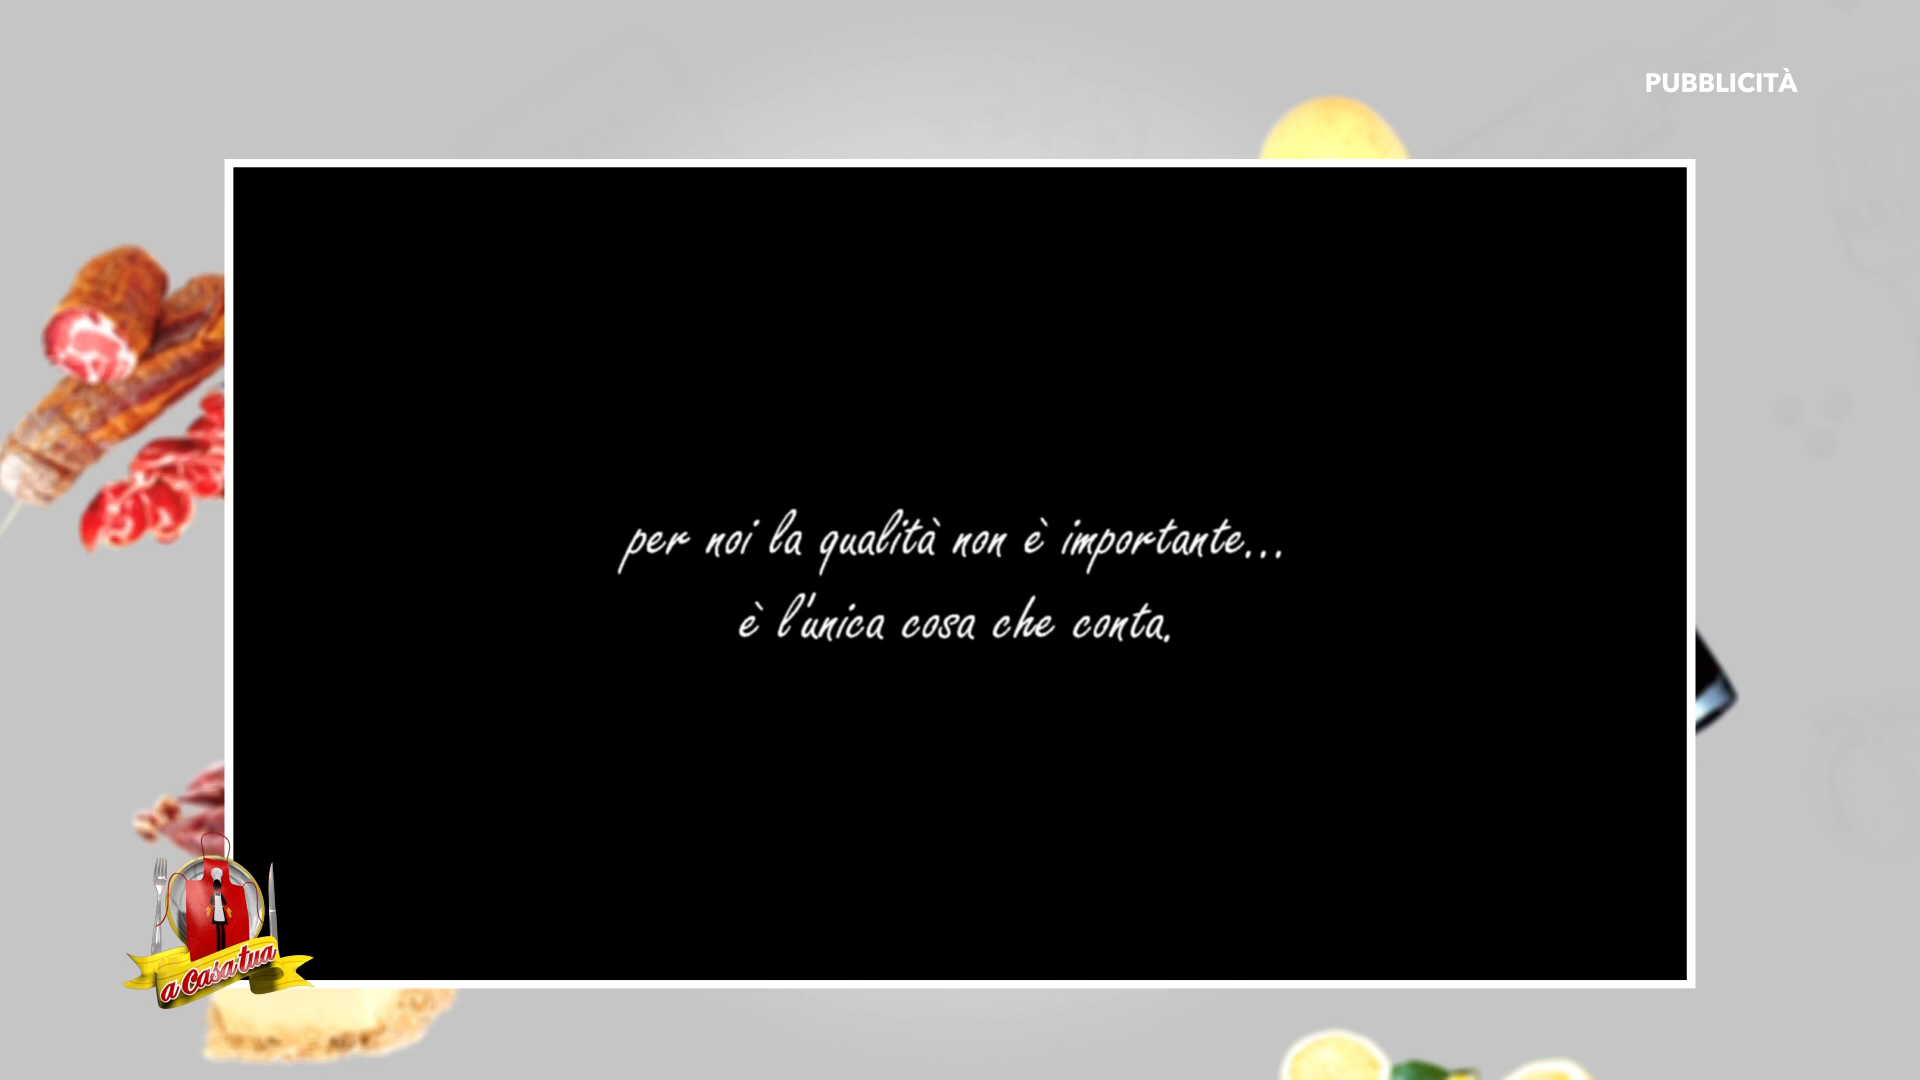 PUBBLICITÀ
per noi la qualità non è importante...
è l'unica cosa che conta.
a Casa tua